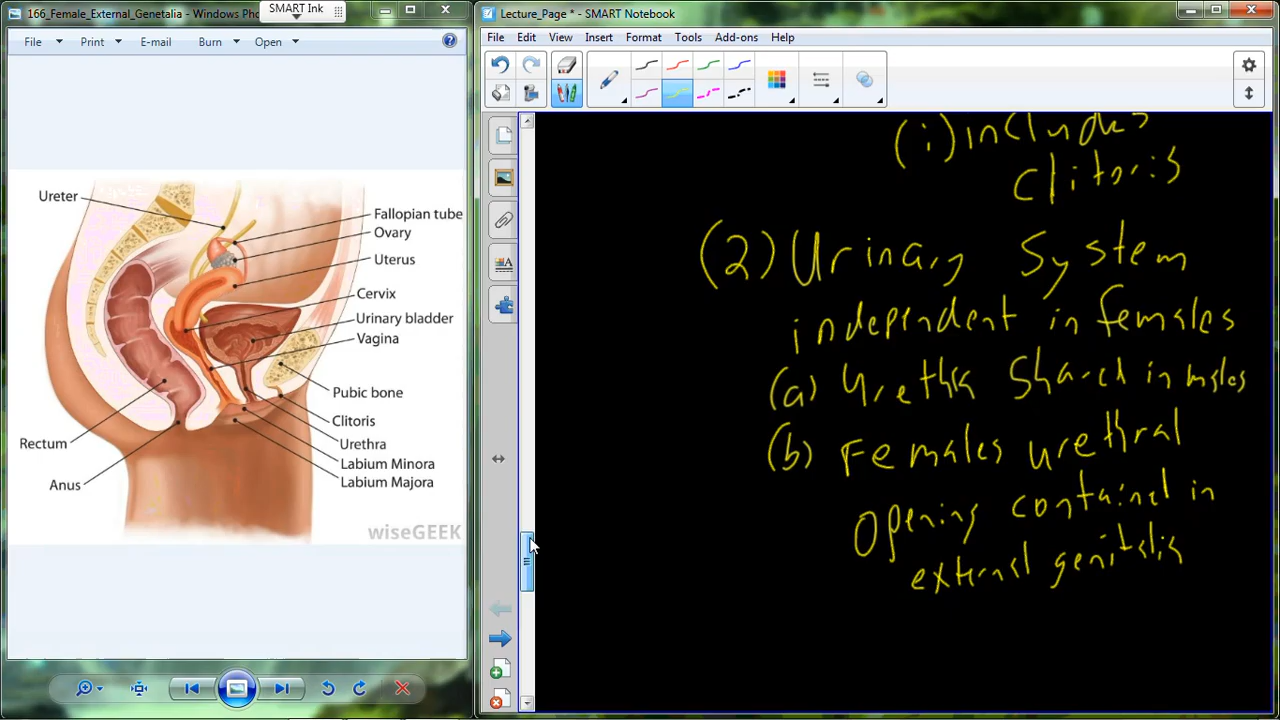 166_Female_External_Genetalia - Windows Pho
SMART Ink
File
Print
E-mail
Burn
Open
Ureter
Fallopian tube
Ovary
Uterus
Cervix
Urinary bladder
Vagina
Pubic bone
Clitoris
Urethra
Labium Minora
Labium Majora
Rectum
Anus
wiseGEEK
Lecture_Page * - SMART Notebook
File Edit View Insert Format Tools Add-ons Help
(i) includes
clitoris
(2) Urinary System
independent in females
(a) Urethra Shared in males
(b) Females urethral
Opening contained in
external genitalia